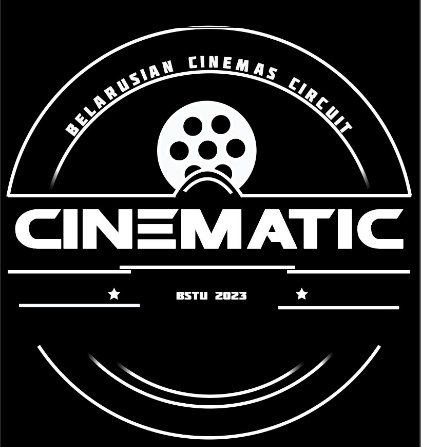 BELARUSIAN CINEMAS CIRCUIT
CINEMATIC
BSTU 2023